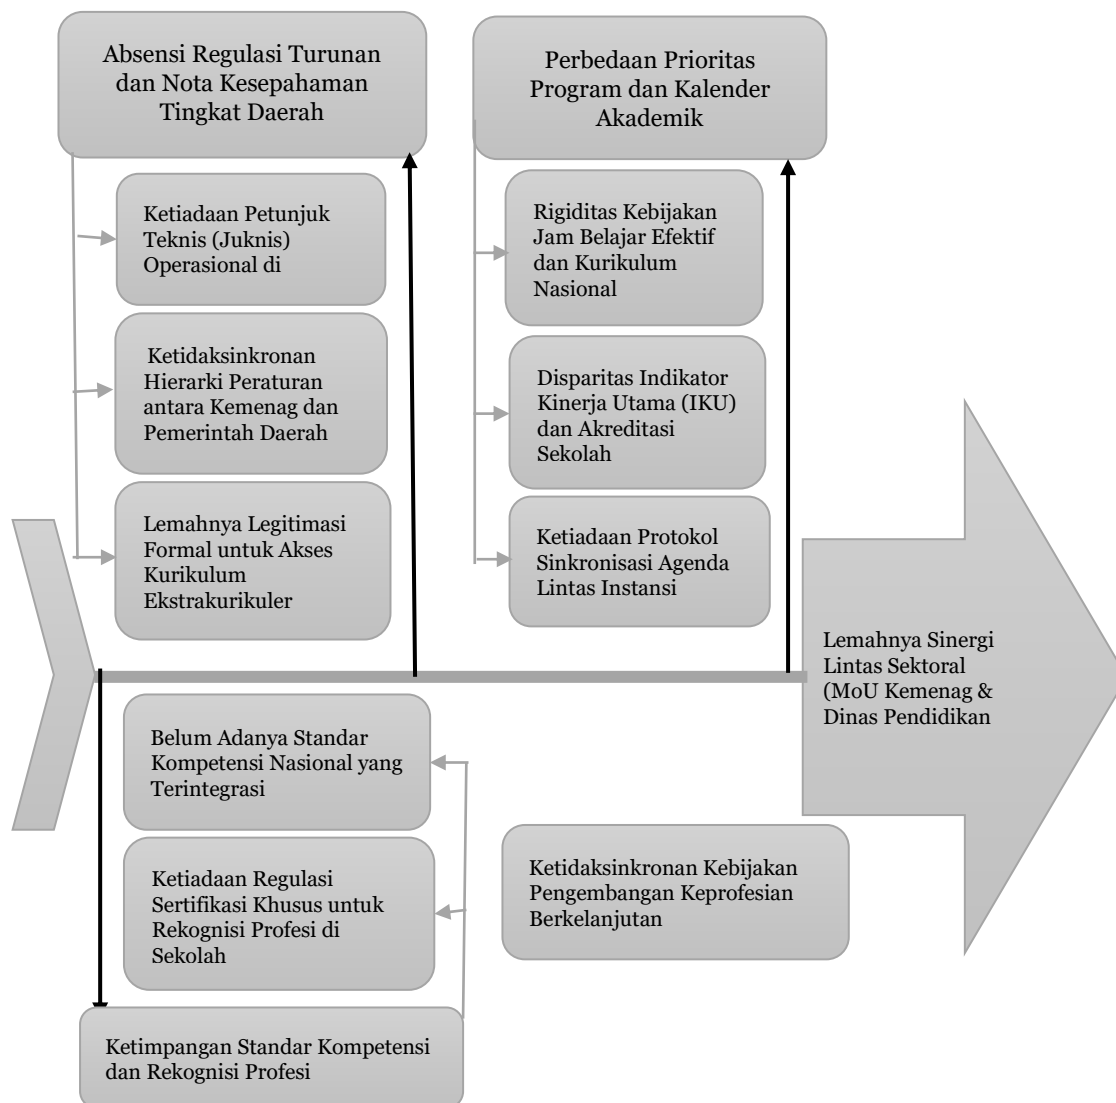 Absensi Regulasi Turunan
dan Nota Kesepahaman
Tingkat Daerah
Perbedaan Prioritas
Program dan Kalender
Akademik
Ketiadaan Petunjuk
Teknis (Juknis)
Operasional di
Ketidaksinkronan
Hierarki Peraturan
antara Kemenag dan
Pemerintah Daerah
Lemahnya Legitimasi
Formal untuk Akses
Kurikulum
Ekstrakurikuler
Rigiditas Kebijakan
Jam Belajar Efektif
dan Kurikulum
Nasional
Disparitas Indikator
Kinerja Utama (IKU)
dan Akreditasi
Sekolah
Ketiadaan Protokol
Sinkronisasi Agenda
Lintas Instansi
Lemahnya Sinergi
Lintas Sektoral
(MoU Kemenag &
Dinas Pendidikan
Belum Adanya Standar
Kompetensi Nasional yang
Terintegrasi
Ketiadaan Regulasi
Sertifikasi Khusus untuk
Rekognisi Profesi di
Sekolah
Ketidaksinkronan Kebijakan
Pengembangan Keprofesian
Berkelanjutan
Ketimpangan Standar Kompetensi
dan Rekognisi Profesi